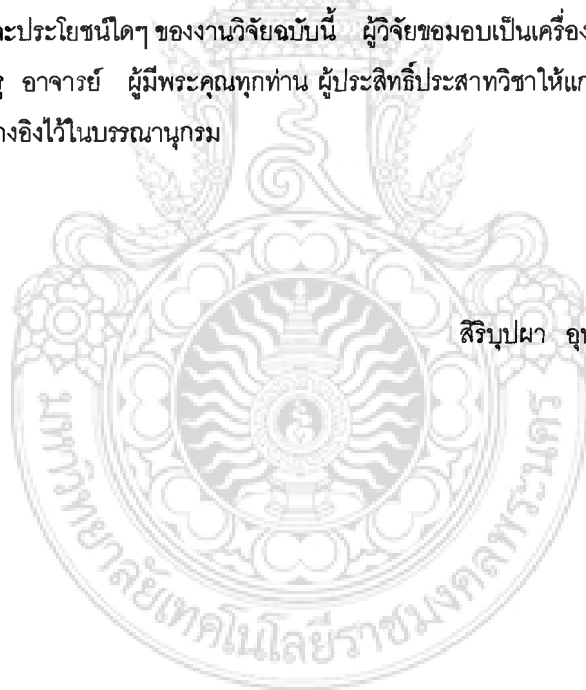 ละประโยชน์ใดๆ ของงานวิจัยฉบับนี้ ผู้วิจัยขอมอบเป็นเครื่อง
อาจารย์ ผู้มีพระคุณทุกท่าน ผู้ประสิทธิ์ประสาทวิชาให้แก
างอิงไว้ในบรรณานุกรม
สิริบุปผา
มหาวิทยาลัยเทคโนโลยีราชมงคลพระนคร